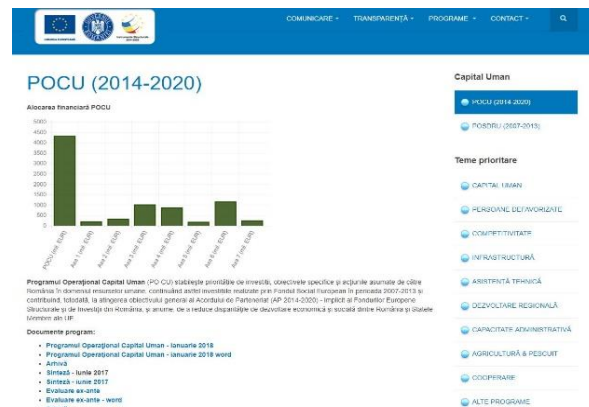 COMUNICARE
TRANSPARENȚĂ
PROGRAME
CONTACT
POCU (2014-2020)
Alocarea financiară POCU
5000
4500
4000
3500
3000
2500
2000
1500
1000
500
0
POCU (mil. EUR)
Axa 1 (mil. EUR)
Axa 2 (mil. EUR)
Axa 3 (mil. EUR)
Axa 4 (mil. EUR)
Axa 5 (mil. EUR)
Axa 6 (mil. EUR)
Axa 7 (mil. EUR)
Programul Operațional Capital Uman (PO CU) stabilește prioritățile de investiții, obiectivele specifice și acțiunile asumate de către
România în domeniul resurselor umane, continuând astfel investițiile realizate prin Fondul Social European în perioada 2007-2013 și
contribuind, totodată, la atingerea obiectivului general al Acordului de Parteneriat (AP 2014-2020) - implicit al Fondurilor Europene
Structurale și de Investiții din România, și anume, de a reduce disparitățile de dezvoltare economică și socială dintre România și Statele
Membre ale UE
Documente program:
Programul Operațional Capital Uman - ianuarie 2018
Programul Operațional Capital Uman - ianuarie 2018 word
Arhivă
Sinteză - iunie 2017
Sinteză - iunie 2017
Evaluare ex-ante
Evaluare ex-ante - word
Capital Uman
POCU (2014-2020)
POSDRU (2007-2013)
Teme prioritare
CAPITAL UMAN
PERSOANE DEFAVORIZATE
COMPETITIVITATE
INFRASTRUCTURĂ
ASISTENȚĂ TEHNICĂ
DEZVOLTARE REGIONALĂ
CAPACITATE ADMINISTRATIVĂ
AGRICULTURĂ & PESCUIT
COOPERARE
ALTE PROGRAME